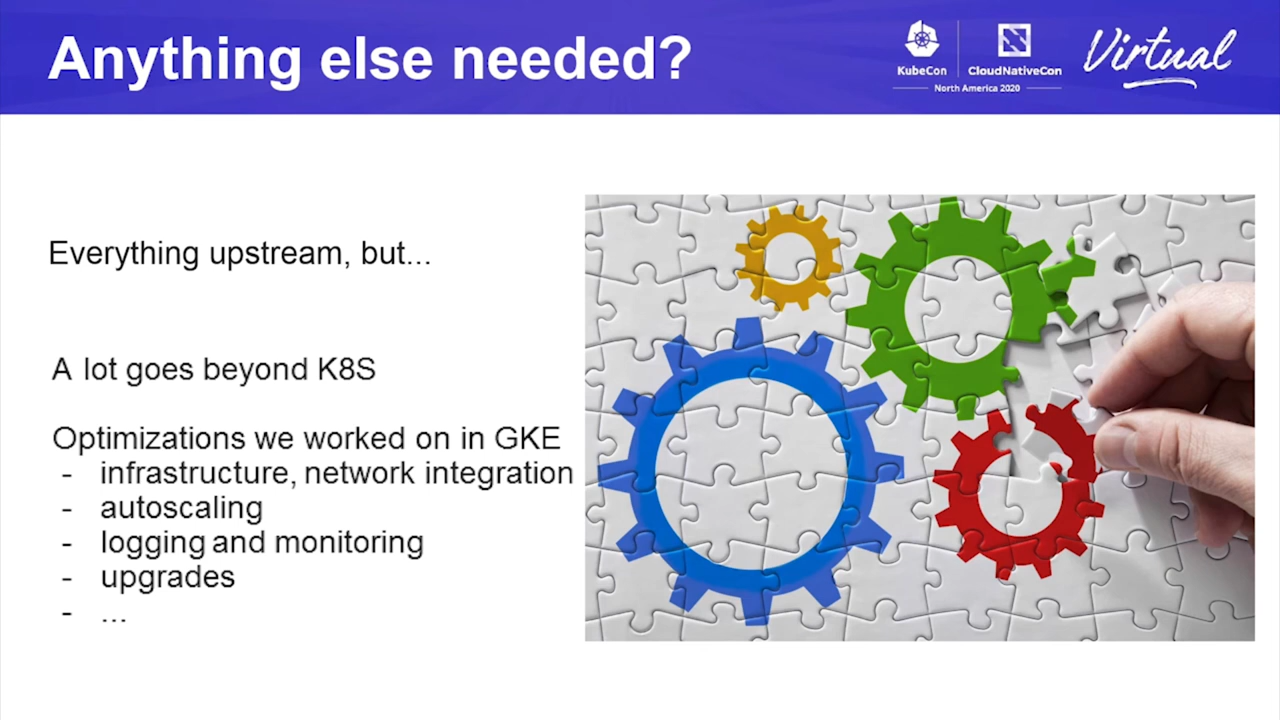 Anything else needed?
KubeCon
CloudNativeCon
North America 2020
Virtual
Everything upstream, but...
A lot goes beyond K8S
Optimizations we worked on in GKE
- infrastructure, network integration
- autoscaling
- logging and monitoring
- upgrades
- ...